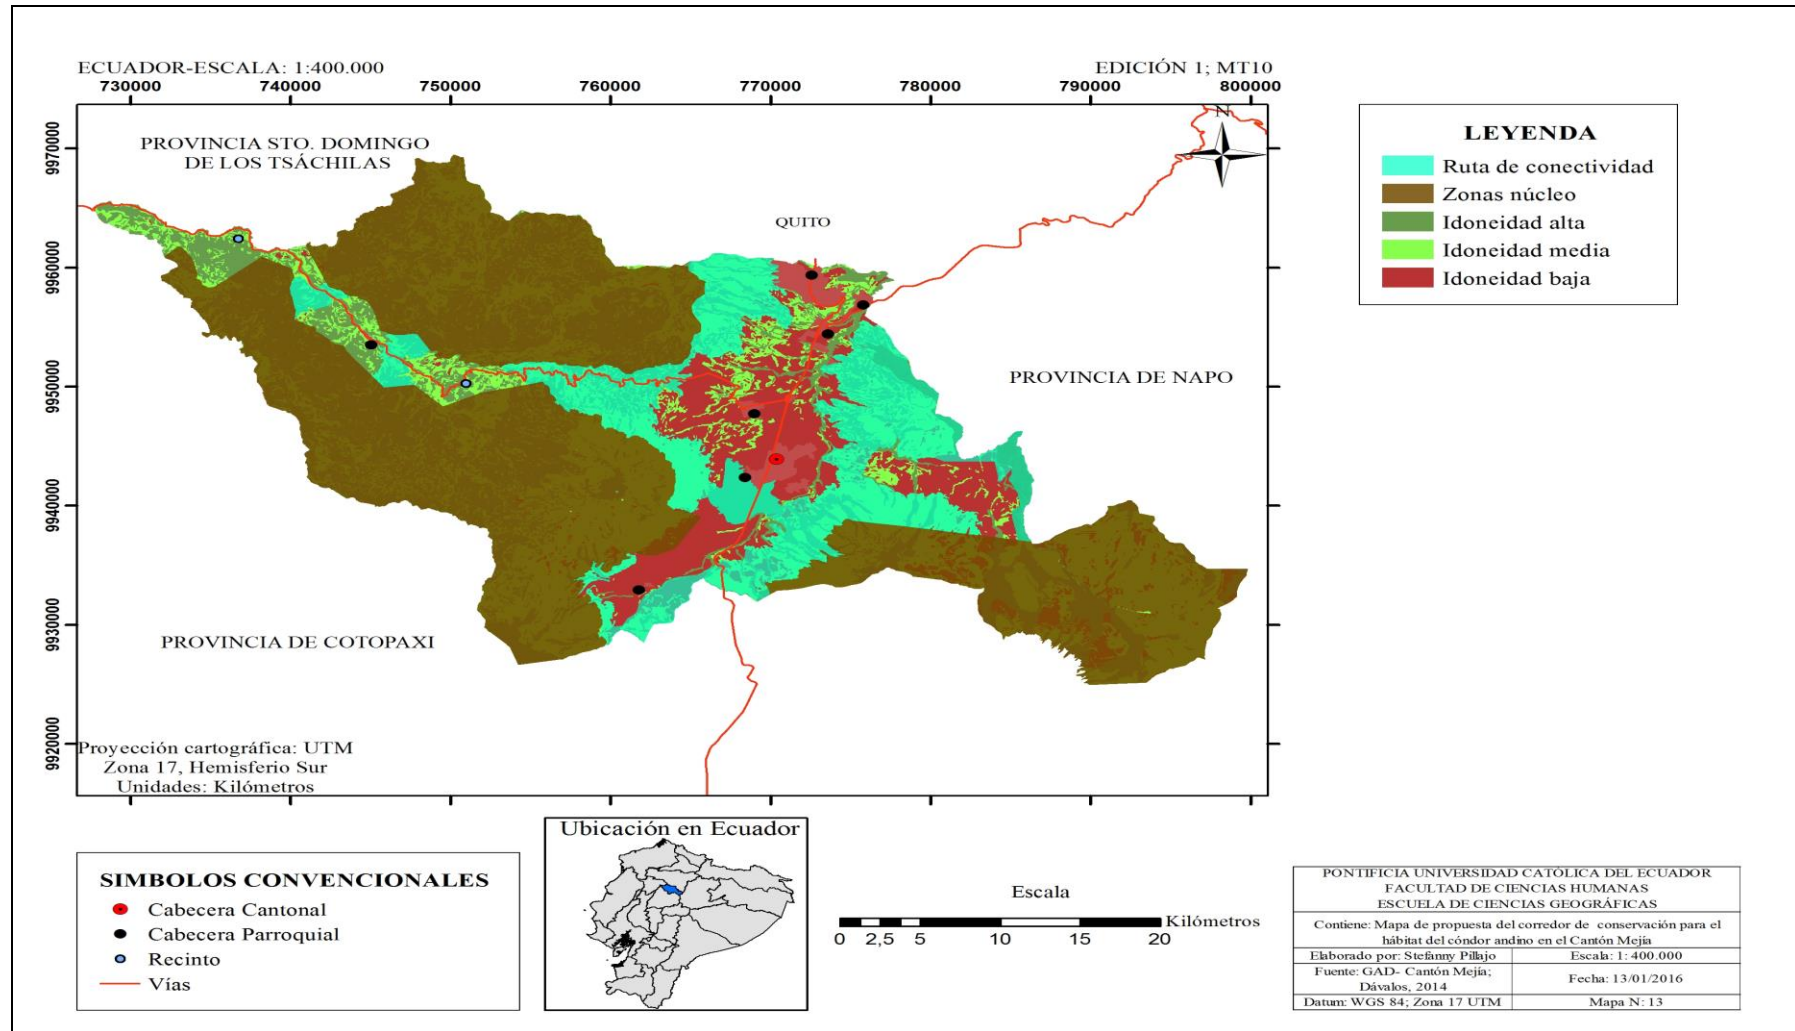 ECUADOR-ESCALA: 1:400.000
EDICIÓN 1; MT10
730000 740000 750000 760000 770000 780000 790000 800000
9970000
9960000
9950000
9940000
9930000
9920000
N
PROVINCIA STO. DOMINGO
DE LOS TSÁCHILAS
QUITO
PROVINCIA DE NAPO
PROVINCIA DE COTOPAXI
Proyección cartográfica: UTM
Zona 17, Hemisferio Sur
Unidades: Kilómetros
LEYENDA
Ruta de conectividad
Zonas núcleo
Idoneidad alta
Idoneidad media
Idoneidad baja
SIMBOLOS CONVENCIONALES
Cabecera Cantonal
Cabecera Parroquial
Recinto
Vías
Ubicación en Ecuador
Escala
Kilómetros
0 2,5 5 10 15 20
PONTIFICIA UNIVERSIDAD CATÓLICA DEL ECUADOR
FACULTAD DE CIENCIAS HUMANAS
ESCUELA DE CIENCIAS GEOGRÁFICAS
Contiene: Mapa de propuesta del corredor de conservación para el
hábitat del cóndor andino en el Cantón Mejía
Elaborado por: Stefanny Pillajo
Escala: 1: 400.000
Fuente: GAD- Cantón Mejía;
Dávalos, 2014
Fecha: 13/01/2016
Datum: WGS 84; Zona 17 UTM
Mapa N: 13